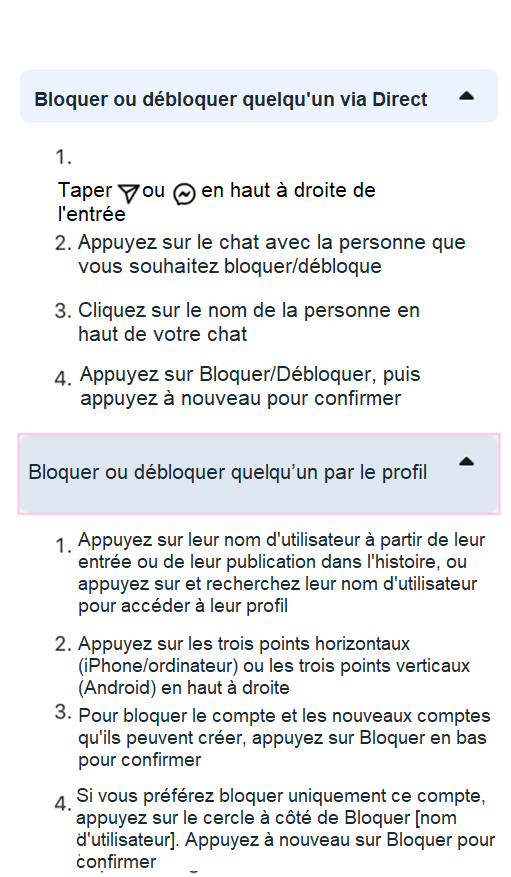 Bloquer ou débloquer quelqu'un via Direct
1.
Taper ou en haut à droite de
l'entrée
2. Appuyez sur le chat avec la personne que
vous souhaitez bloquer/débloque
3. Cliquez sur le nom de la personne en
haut de votre chat
4. Appuyez sur Bloquer/Débloquer, puis
appuyez à nouveau pour confirmer
Bloquer ou débloquer quelqu’un par le profil
1. Appuyez sur leur nom d'utilisateur à partir de leur
entrée ou de leur publication dans l'histoire, ou
appuyez sur et recherchez leur nom d'utilisateur
pour accéder à leur profil
2. Appuyez sur les trois points horizontaux
(iPhone/ordinateur) ou les trois points verticaux
(Android) en haut à droite
3. Pour bloquer le compte et les nouveaux comptes
qu'ils peuvent créer, appuyez sur Bloquer en bas
pour confirmer
4. Si vous préférez bloquer uniquement ce compte,
appuyez sur le cercle à côté de Bloquer [nom
d'utilisateur]. Appuyez à nouveau sur Bloquer pour
confirmer